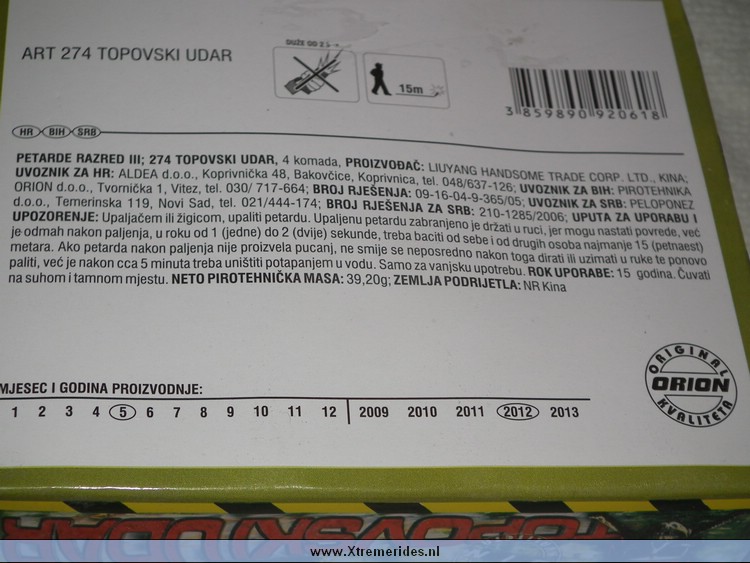 ART 274 TOPOVSKI UDAR
DUŽE OD 2
15m
3 859890 920618
HR BIH SRB
PETARDE RAZRED III; 274 TOPOVSKI UDAR, 4 komada, PROIZVOĐAČ: LIUYANG HANDSOME TRADE CORP. LTD., KINA;
UVOZNIK ZA HR: ALDEA d.o.o., Koprivnička 48, Bakovčice, Koprivnica, tel. 048/637-126; UVOZNIK ZA BIH: PIROTEHNIKA
ORION d.o.o., Tvornička 1, Vitez, tel. 030/ 717-664; BROJ RJEŠENJA: 09-16-04-9-365/05; UVOZNIK ZA SRB: PELOPONEZ
d.o.o., Temerinska 119, Novi Sad, tel. 021/444-174; BROJ RJEŠENJA ZA SRB: 210-1285/2006; UPUTA ZA UPORABU I
UPOZORENJE: Upaljačem ili žigicom, upaliti petardu. Upaljenu petardu zabranjeno je držati u ruci, jer mogu nastati povrede, već
je odmah nakon paljenja, u roku od 1 (jedne) do 2 (dvije) sekunde, treba baciti od sebe i od drugih osoba najmanje 15 (petnaest)
metara. Ako petarda nakon paljenja nije proizvela pucanj, ne smije se neposredno nakon toga dirati ili uzimati u ruke te ponovo
paliti, već je nakon cca 5 minuta treba uništiti potapanjem u vodu. Samo za vanjsku upotrebu. ROK UPORABE: 15 godina. Čuvati
na suhom i tamnom mjestu. NETO PIROTEHNIČKA MASA: 39,20g; ZEMLJA PODRIJETLA: NR Kina
ORIGINAL
ORION
KVALITETA
MJESEC I GODINA PROIZVODNJE:
1 2 3 4 5 6 7 8 9 10 11 12 2009 2010 2011 2012 2013
TOPOVSKI UDAR
www.Xtremerides.nl